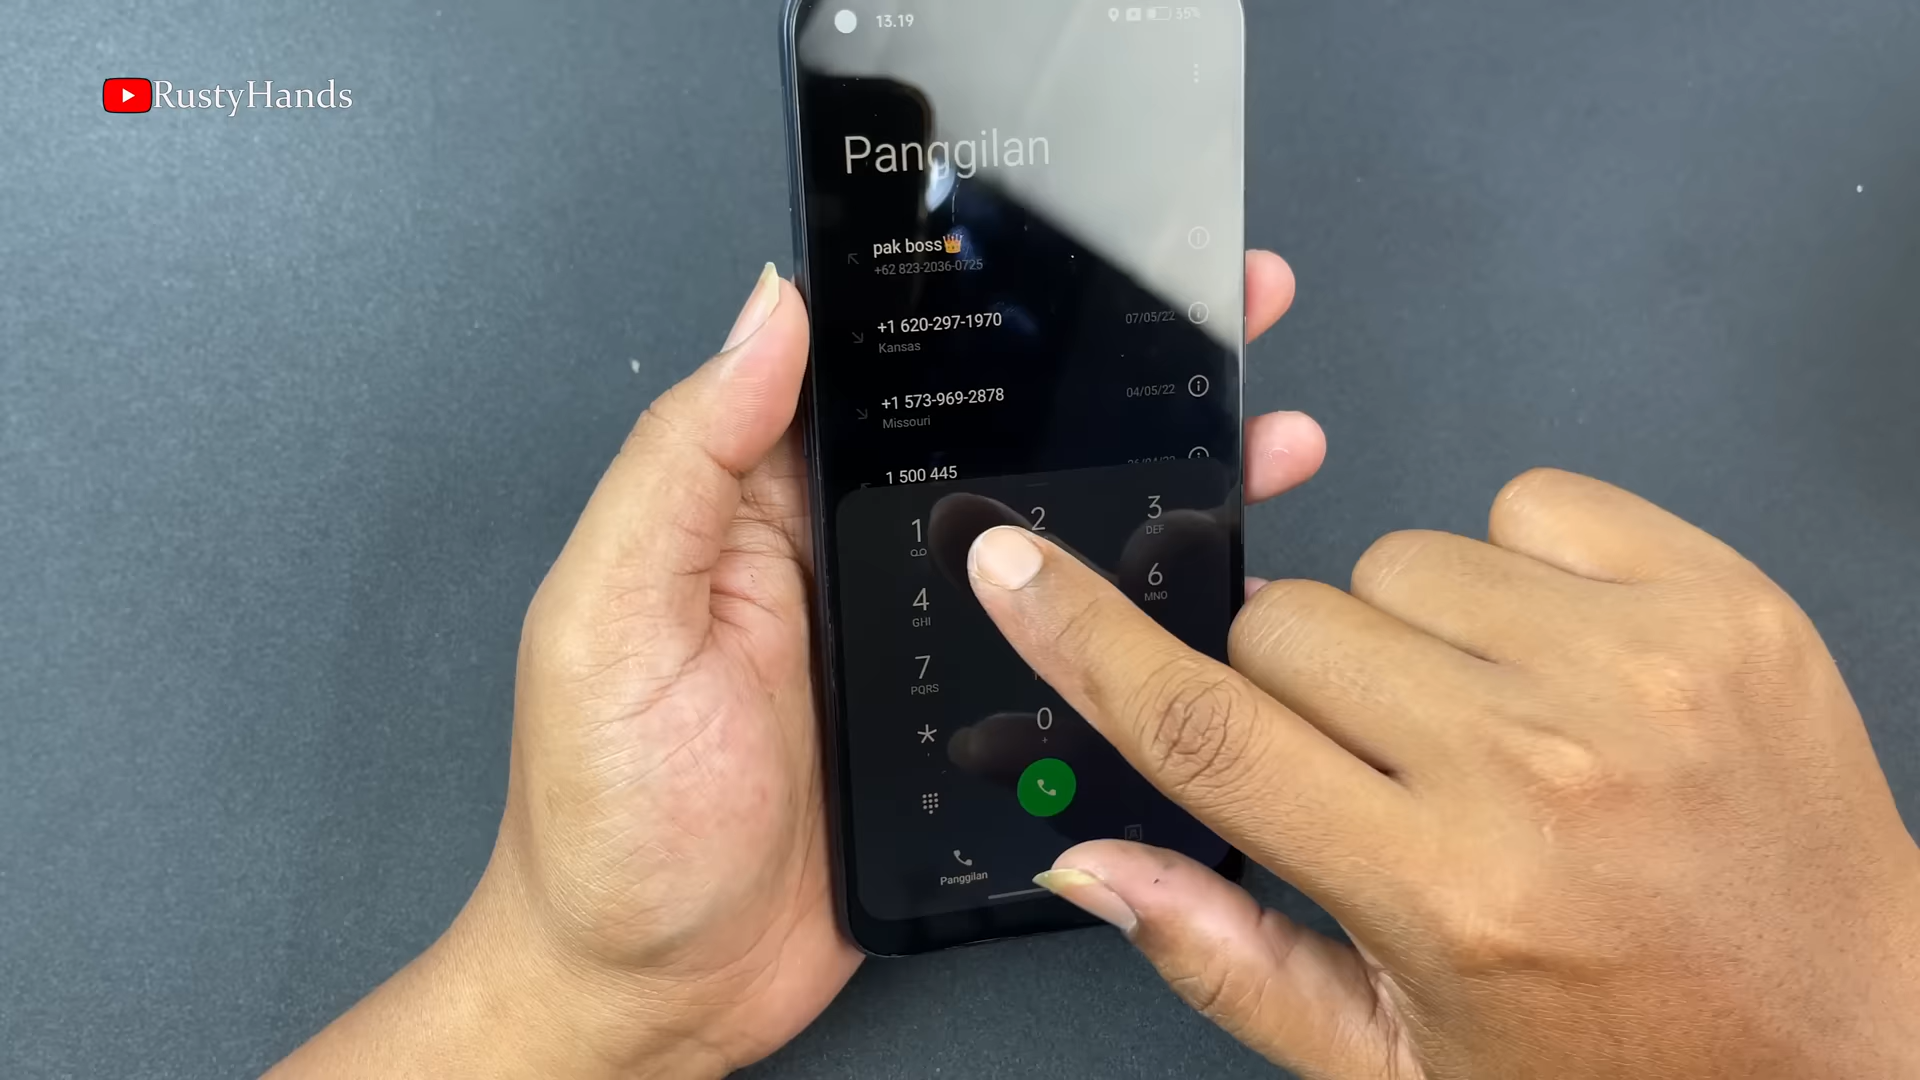 RustyHands
13.19
35%
Panggilan
pak boss👑
+62 823-2036-0725
+1 620-297-1970
07/05/22
Kansas
+1 573-969-2878
04/05/22
Missouri
1 500 445
1
2
3
DEF
4
GHI
6
MNO
7
PQRS
*
0
+
Panggilan